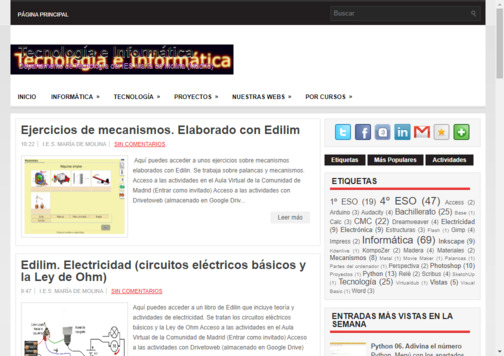 PÁGINA PRINCIPAL
Buscar
Tecnología e Informática
INICIO
INFORMÁTICA »
TECNOLOGÍA »
PROYECTOS »
NUESTRAS WEBS »
POR CURSOS »
Ejercicios de mecanismos. Elaborado con Edilim
10:22 I.E.S. MARÍA DE MOLINA SIN COMENTARIOS
Aquí puedes acceder a unos ejercicios sobre mecanismos
elaborados con Edilin. Se trabaja sobre palancas y mecanismos.
Acceso a las actividades en el Aula Virtual de la Comunidad de
Madrid (Entrar como invitado) Acceso a las actividades con
Drivetoweb (almacenado en Google Driv...
Leer más
Edilim. Electricidad (circuitos eléctricos básicos y
la Ley de Ohm)
9:47 I.E.S. MARÍA DE MOLINA SIN COMENTARIOS
Aquí puedes acceder a un libro de Edilin que incluye teoría y
actividades de electricidad. Se tratan los circuitos eléctricos
básicos y la Ley de Ohm Acceso a las actividades en el Aula
Virtual de la Comunidad de Madrid (Entrar como invitado) Acceso
a las actividades con Drivetoweb (almacenado en Google Drive)
Etiquetas
Más Populares
Actividades
ETIQUETAS
1º ESO (19) 4º ESO (47) Access (2)
Arduino (3) Audacity (4) Bachillerato (25) Base (1)
Calc (3) CMC (22) Dreamweaver (4) Electricidad
(9) Electrónica (9) Estructuras (3) Flash (1) Gimp (4)
Impress (2) Informática (69) Inkscape (9)
(1) KompoZer (2) Madera (4) Materiales (2)
Mecanismos (8) Metal (1) Movie Maker (1) Palancas (1)
Partes del ordenador (1) Perspectiva (2) Photoshop (10)
Proyectos (1) Python (13) Relé (2) Scribus (4) SketchUp
(1) Tecnología (25) Virtualdub (1) Vistas (5) Visual
Basic (1) Word (3)
ENTRADAS MÁS VISTAS EN LA
SEMANA
Python 06. Adivina el número
Python. Menú con los apartados